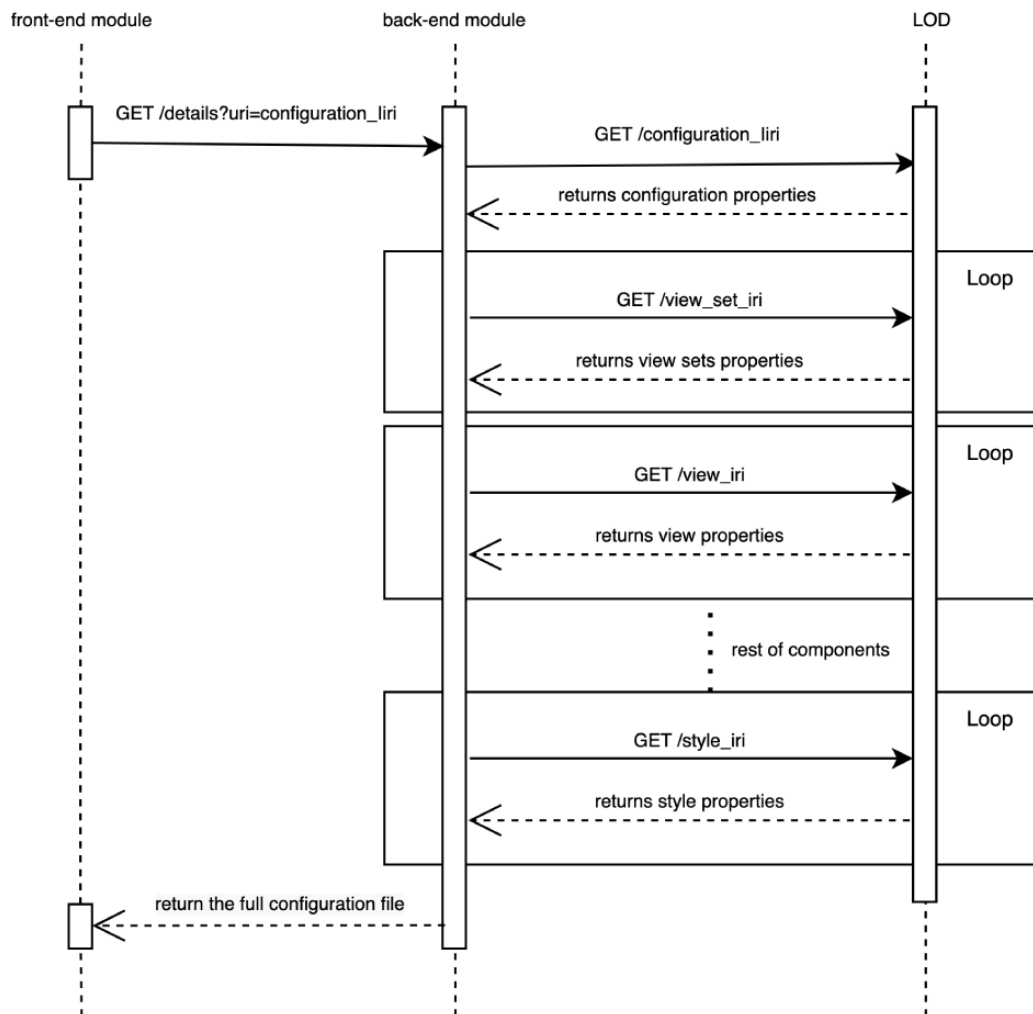 front-end module
back-end module
LOD
GET /details?uri=configuration_Iiri
GET /configuration_Iiri
returns configuration properties
Loop
GET /view_set_iri
returns view sets properties
Loop
GET /view_iri
returns view properties
rest of components
Loop
GET /style_iri
returns style properties
return the full configuration file